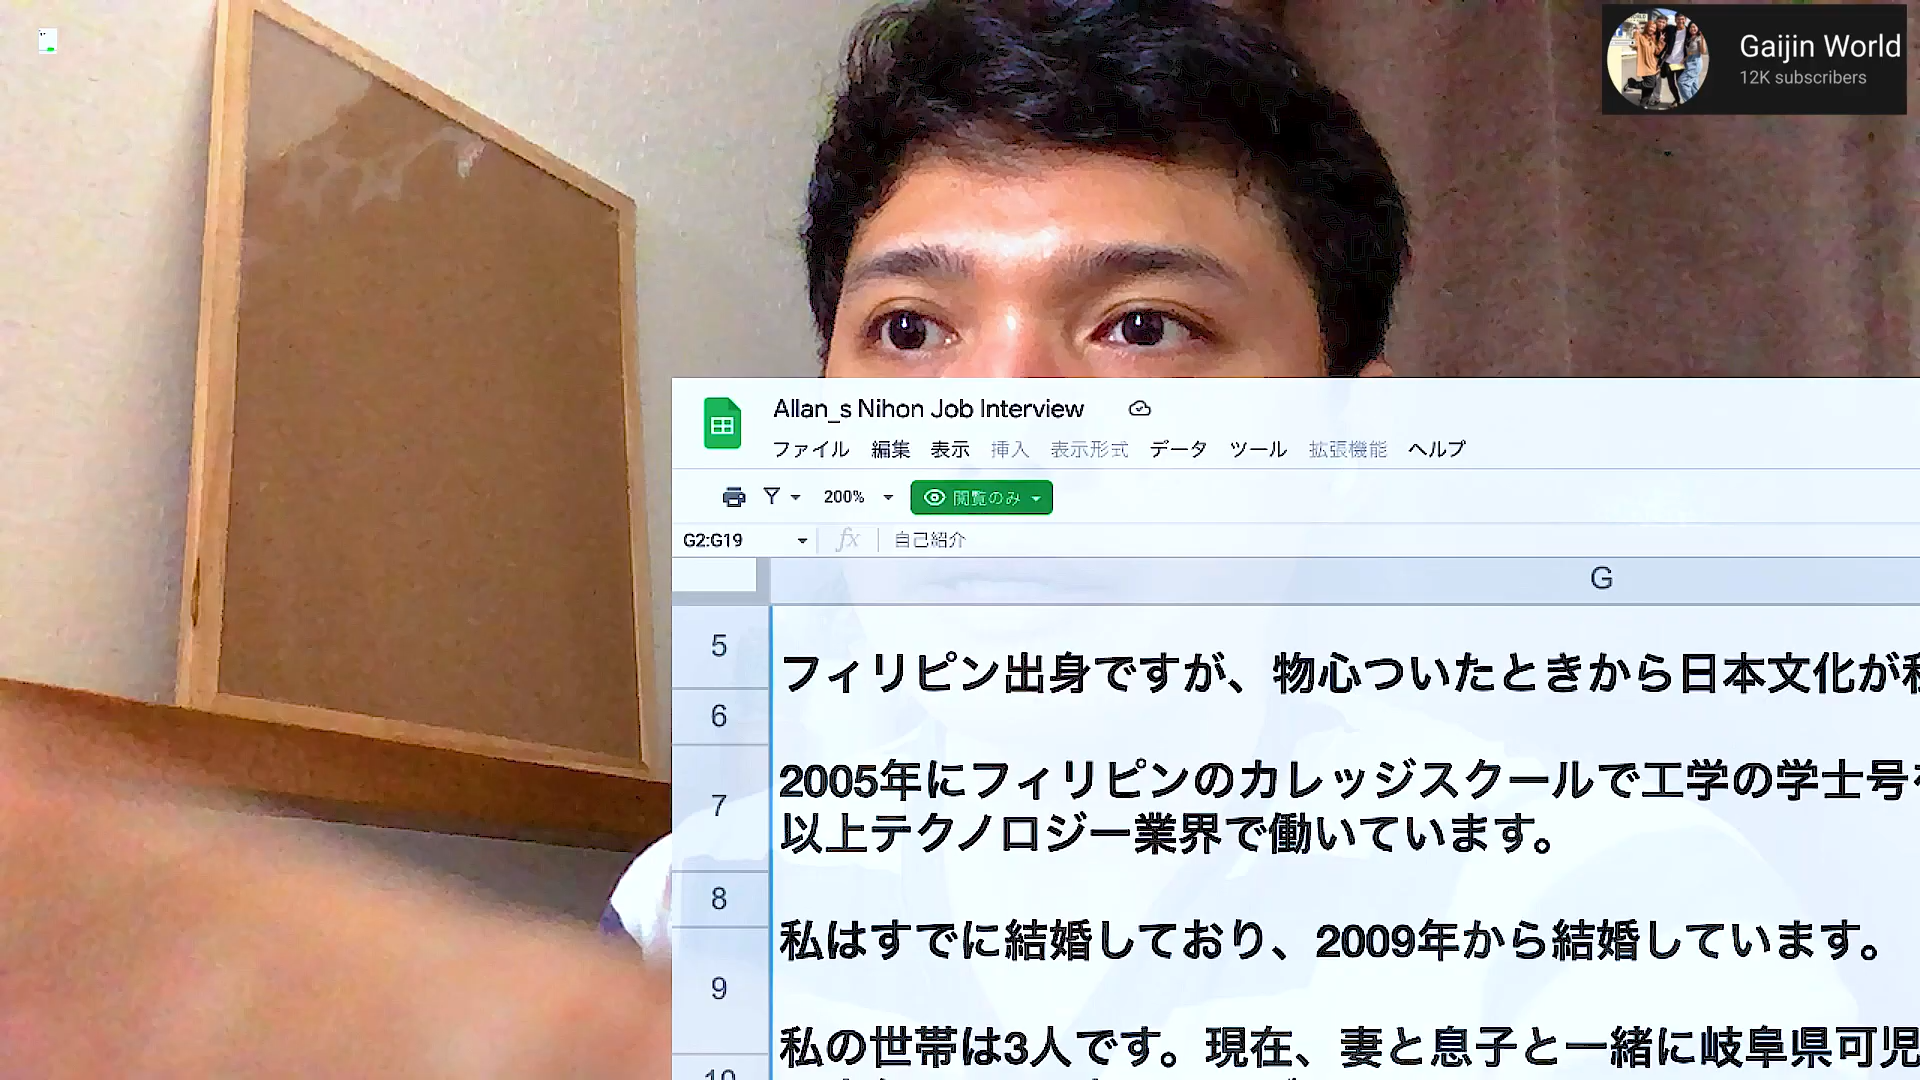 Gaijin World
12K subscribers
Allan_s Nihon Job Interview
ファイル 編集 表示 挿入 表示形式 データ ツール 拡張機能 ヘルプ
200% 閲覧のみ
G2:G19 fx 自己紹介
G
5 フィリピン出身ですが、物心ついたときから日本文化が
6
7 2005年にフィリピンのカレッジスクールで工学の学士号
以上テクノロジー業界で働いています。
8
私はすでに結婚しており、2009年から結婚しています。
9
私の世帯は3人です。現在、妻と息子と一緒に岐阜県可児
10